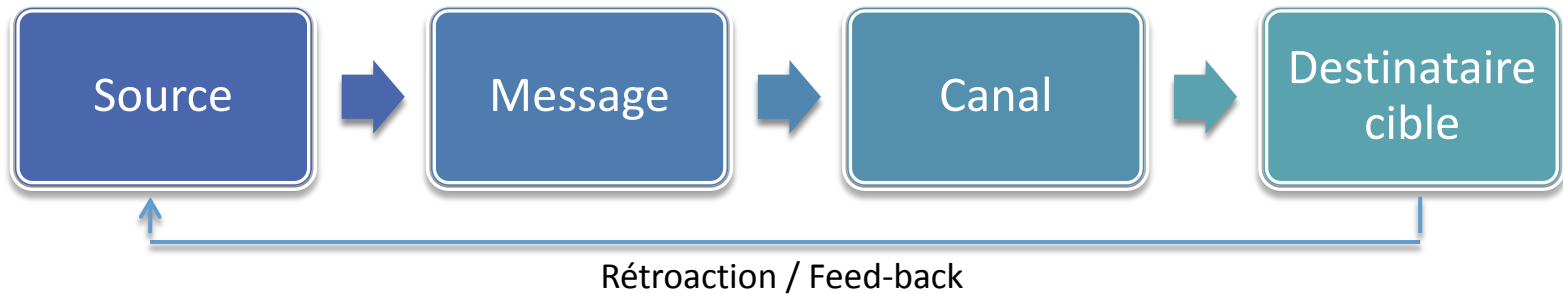 Source
Message
Canal
Destinataire
cible
Rétroaction / Feed-back